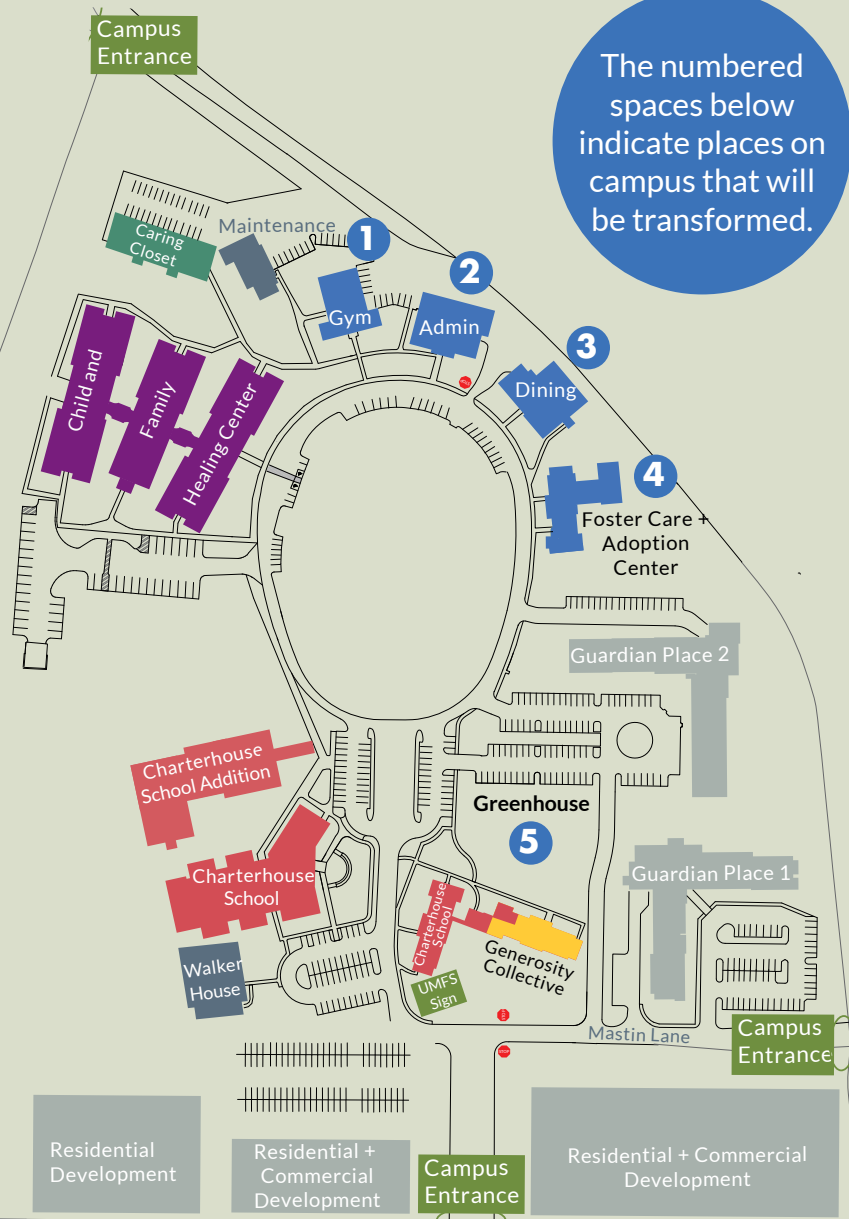 Campus
Entrance
The numbered
spaces below
indicate places on
campus that will
be transformed.
Maintenance
1
Caring
Closet
2
Gym
Admin
3
Dining
Child and
Family
Healing Center
4
Foster Care +
Adoption
Center
Guardian Place 2
Charterhouse
School Addition
Greenhouse
5
Charterhouse
School
Guardian Place 1
Charterhouse
School
Generosity
Collective
Walker
House
UMFS
Sign
Mastin Lane
STOP
Campus
Entrance
Residential
Development
Residential +
Commercial
Development
Campus
Entrance
Residential + Commercial
Development